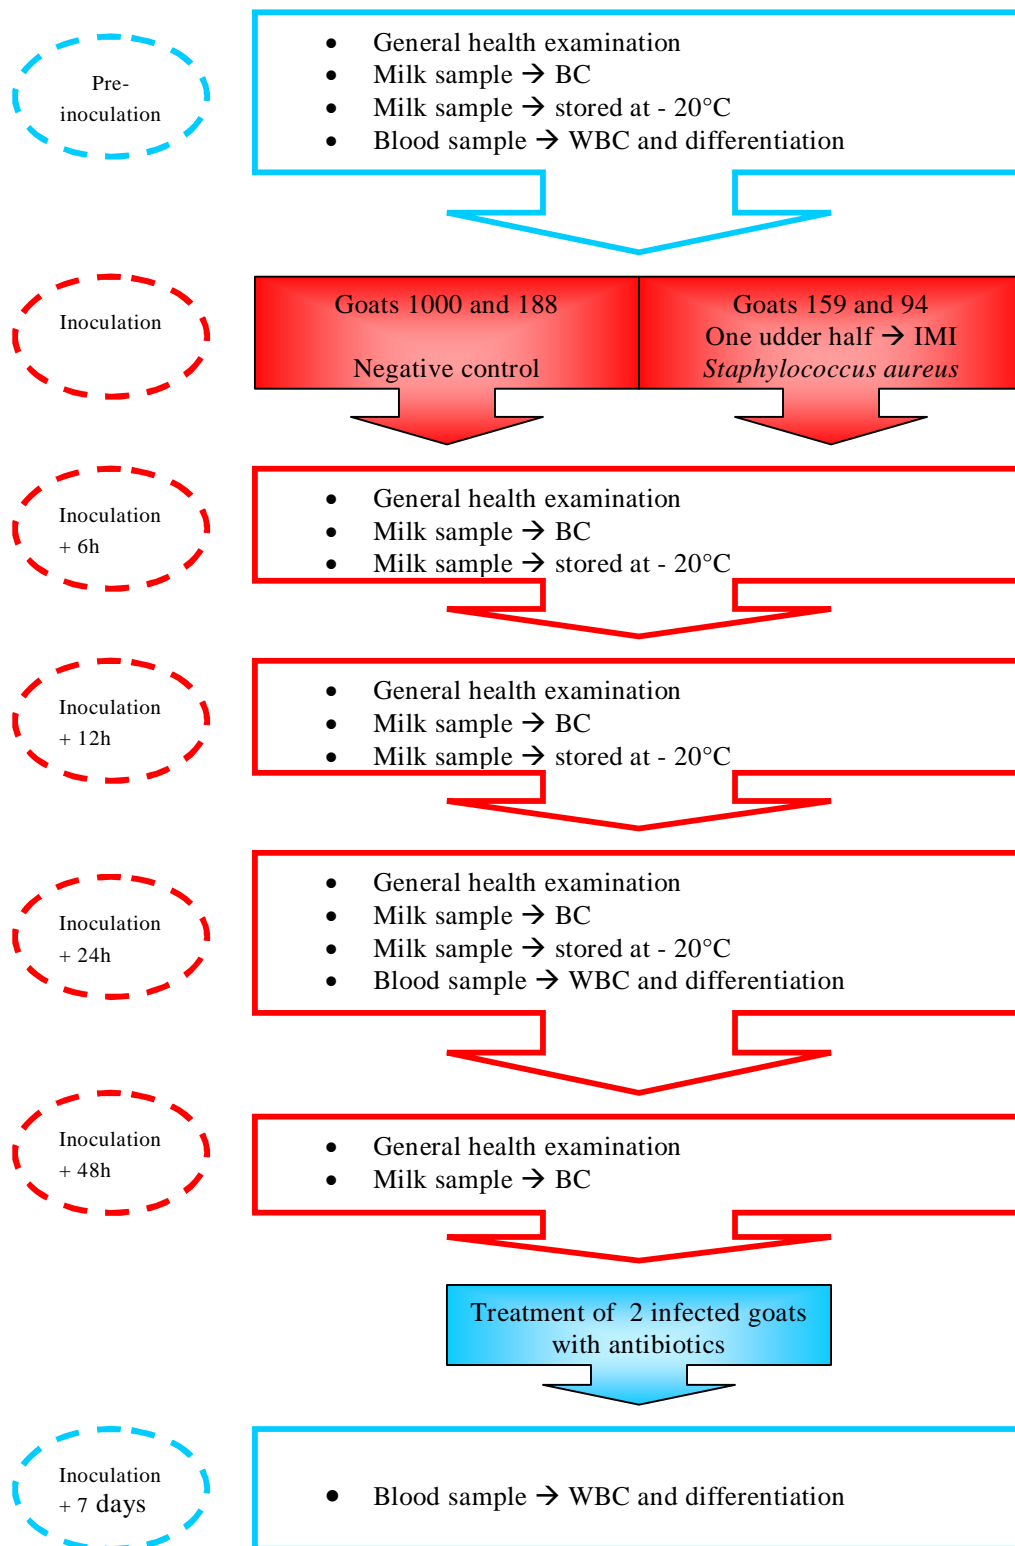 Pre-
inoculation
• General health examination
• Milk sample → BC
• Milk sample → stored at - 20°C
• Blood sample → WBC and differentiation
Inoculation
Goats 1000 and 188
Negative control
Goats 159 and 94
One udder half → IMI
Staphylococcus aureus
Inoculation
+ 6h
• General health examination
• Milk sample → BC
• Milk sample → stored at - 20°C
Inoculation
+ 12h
• General health examination
• Milk sample → BC
• Milk sample → stored at - 20°C
Inoculation
+ 24h
• General health examination
• Milk sample → BC
• Milk sample → stored at - 20°C
• Blood sample → WBC and differentiation
Inoculation
+ 48h
• General health examination
• Milk sample → BC
Treatment of 2 infected goats
with antibiotics
Inoculation
+ 7 days
• Blood sample → WBC and differentiation